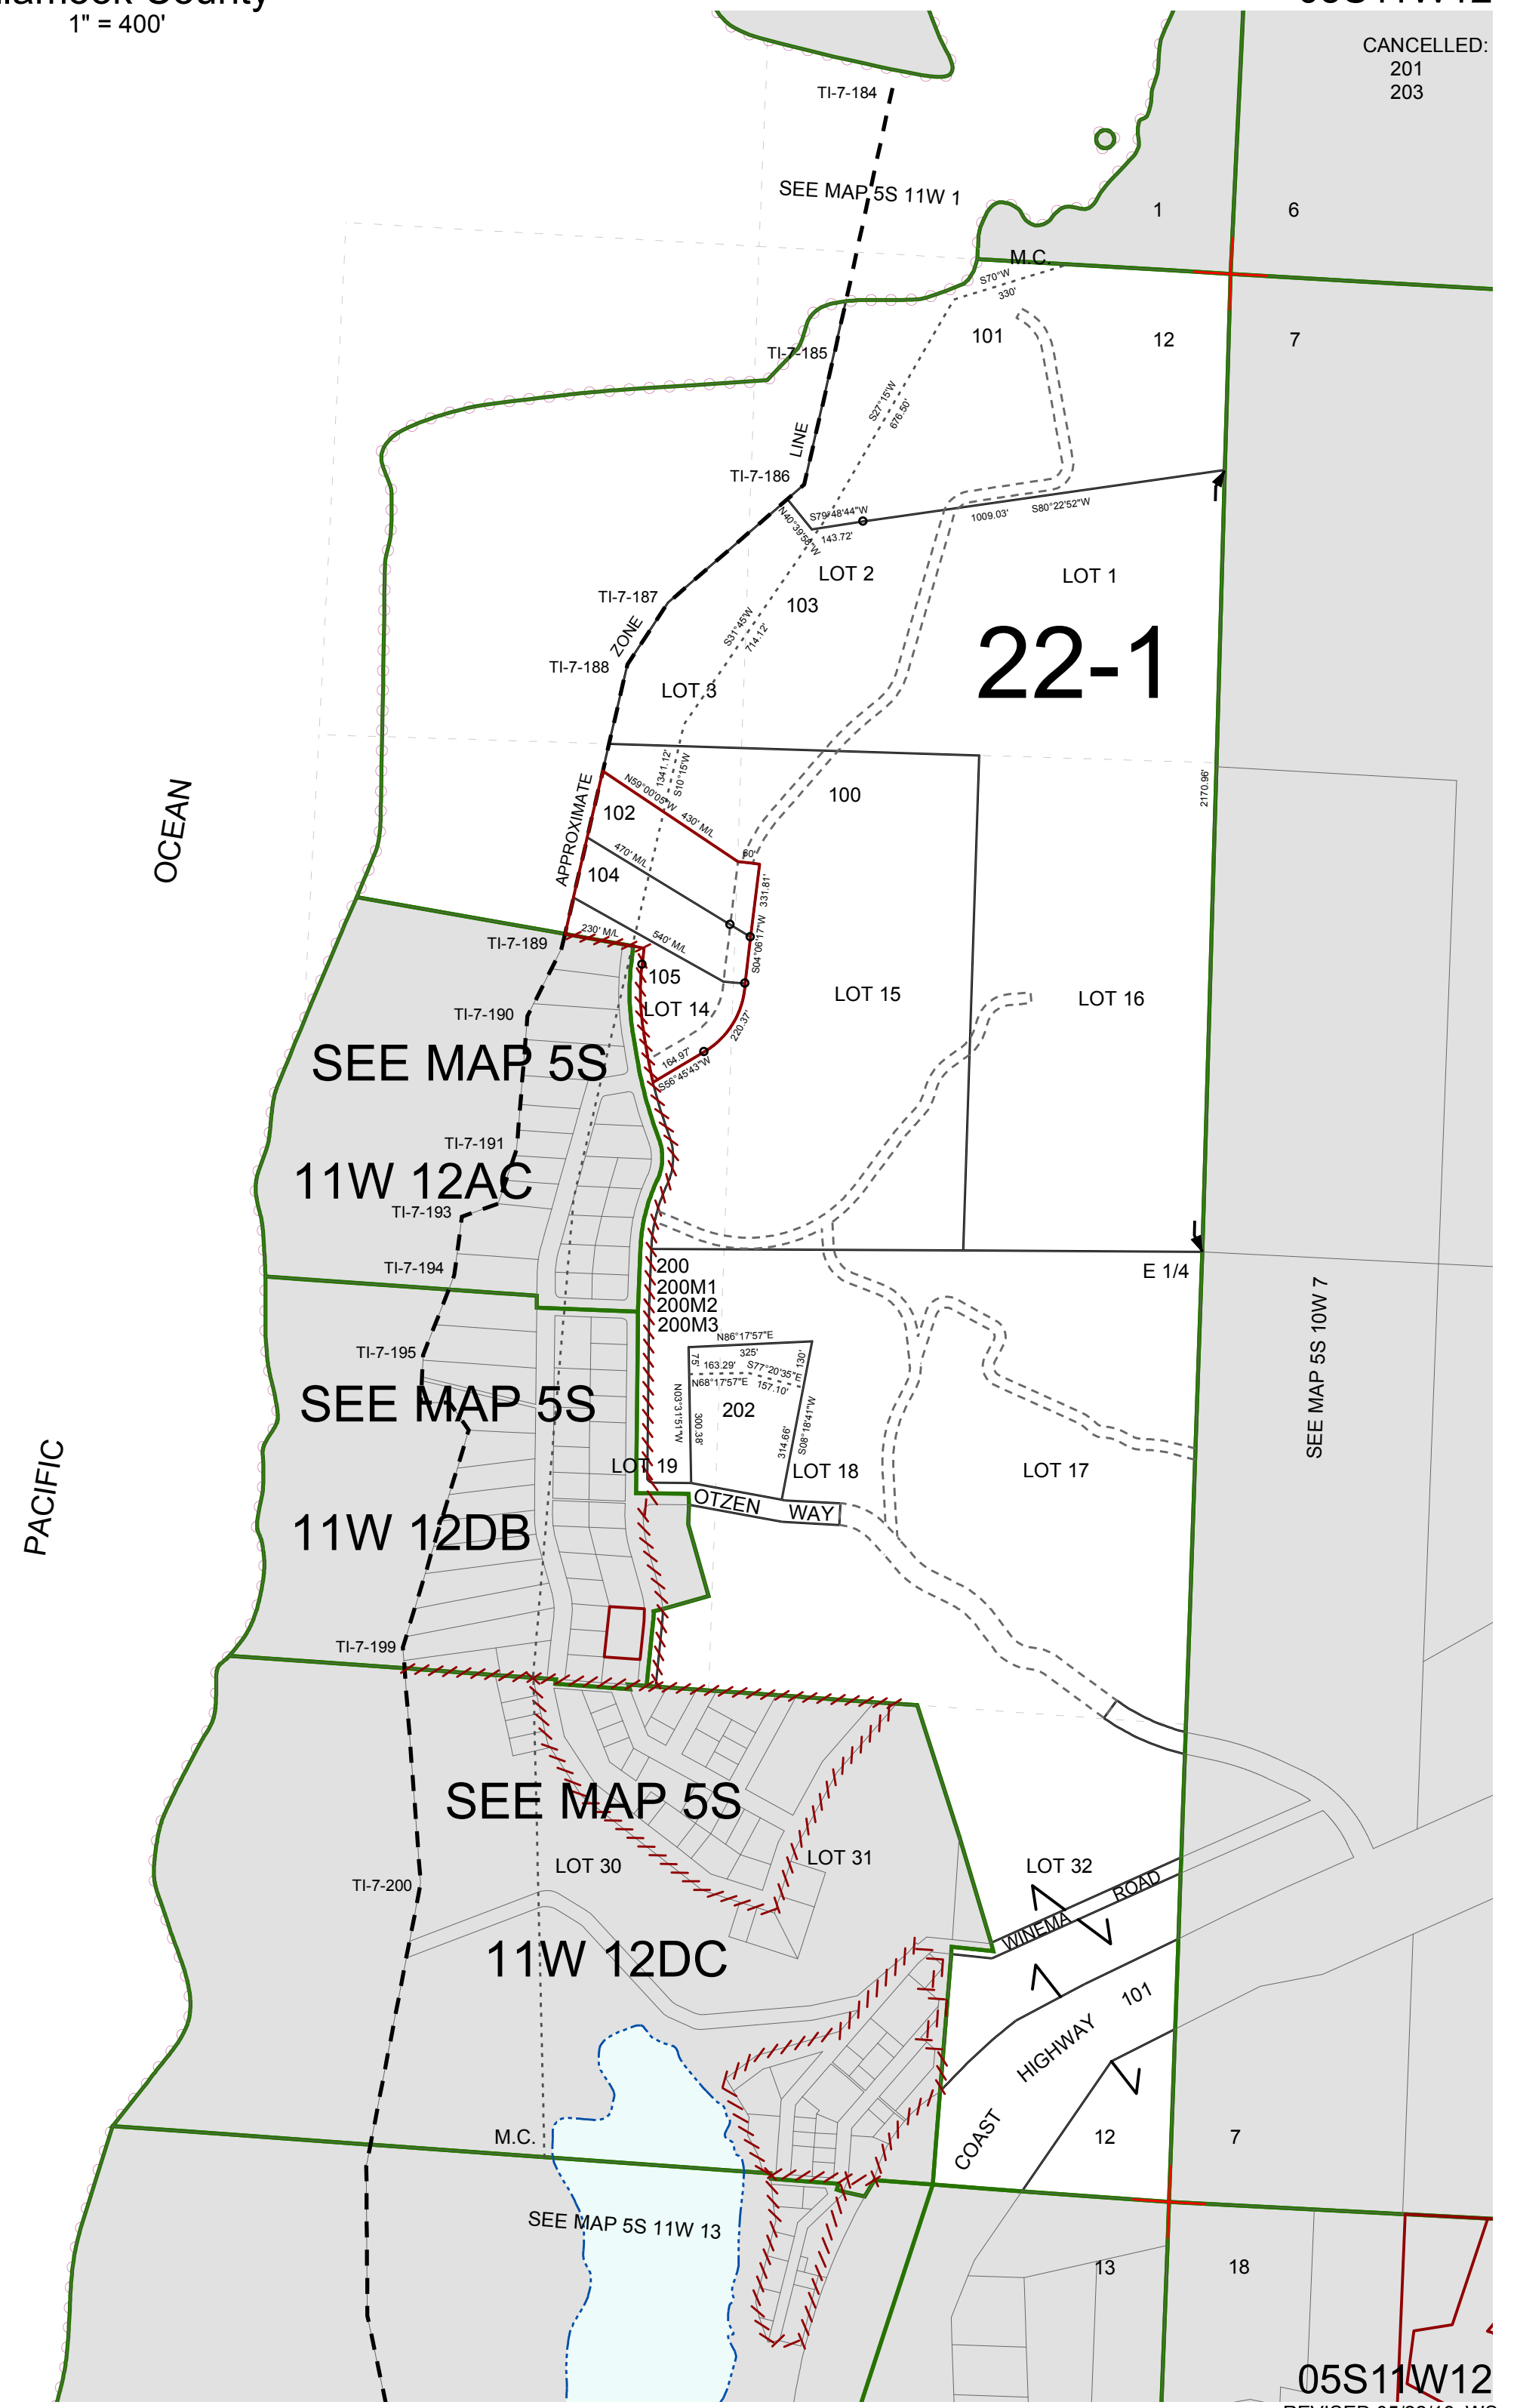 1" = 400'
CANCELLED:
201
203
TI-7-184
SEE MAP 5S 11W 1
1
6
M.C.
S70°W
330'
101
12
7
TI-7-185
S27°15'W
676.50'
LINE
TI-7-186
S79°48'44"W
143.72'
1009.03'
S80°22'52"W
LOT 2
LOT 1
103
TI-7-187
ZONE
S31°45'W
714.12'
22-1
TI-7-188
LOT 3
1341.12'
S10°15'W
2170.96'
OCEAN
APPROXIMATE
N59°00'05"W
430' M/L
102
100
470' M/L
60'
104
331.81'
230' M/L
540' M/L
S04°06'17"W
TI-7-189
105
LOT 14
LOT 15
LOT 16
TI-7-190
220.37'
164.97'
S56°45'43"W
SEE MAP 5S
11W 12AC
TI-7-191
TI-7-193
TI-7-194
200
200M1
200M2
200M3
E 1/4
SEE MAP 5S 10W 7
N86°17'57"E
325'
75'
163.29'
S77°20'35"E
130'
N68°17'57"E
157.10'
TI-7-195
SEE MAP 5S
11W 12DB
202
N03°31'51"W
300.38'
314.66'
S08°18'41"W
LOT 19
LOT 18
LOT 17
OTZEN WAY
PACIFIC
TI-7-199
SEE MAP 5S
11W 12DC
LOT 30
LOT 31
LOT 32
TI-7-200
WINEMA ROAD
COAST HIGHWAY 101
12
7
M.C.
SEE MAP 5S 11W 13
13
18
05S11W12